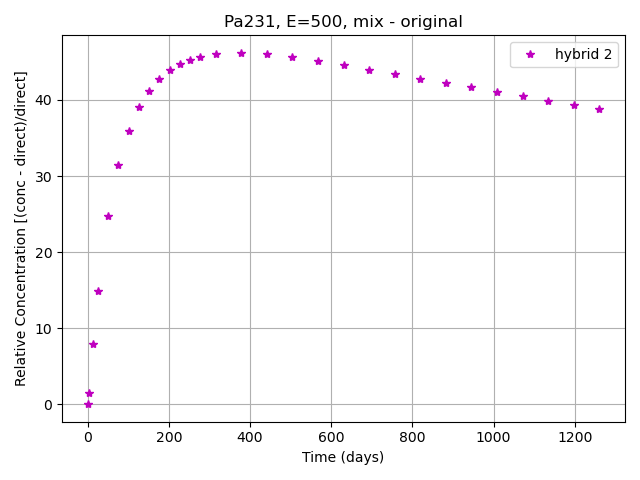 Pa231, E=500, mix - original
hybrid 2
Relative Concentration [(conc - direct)/direct]
40
30
20
10
0
0 200 400 600 800 1000 1200
Time (days)